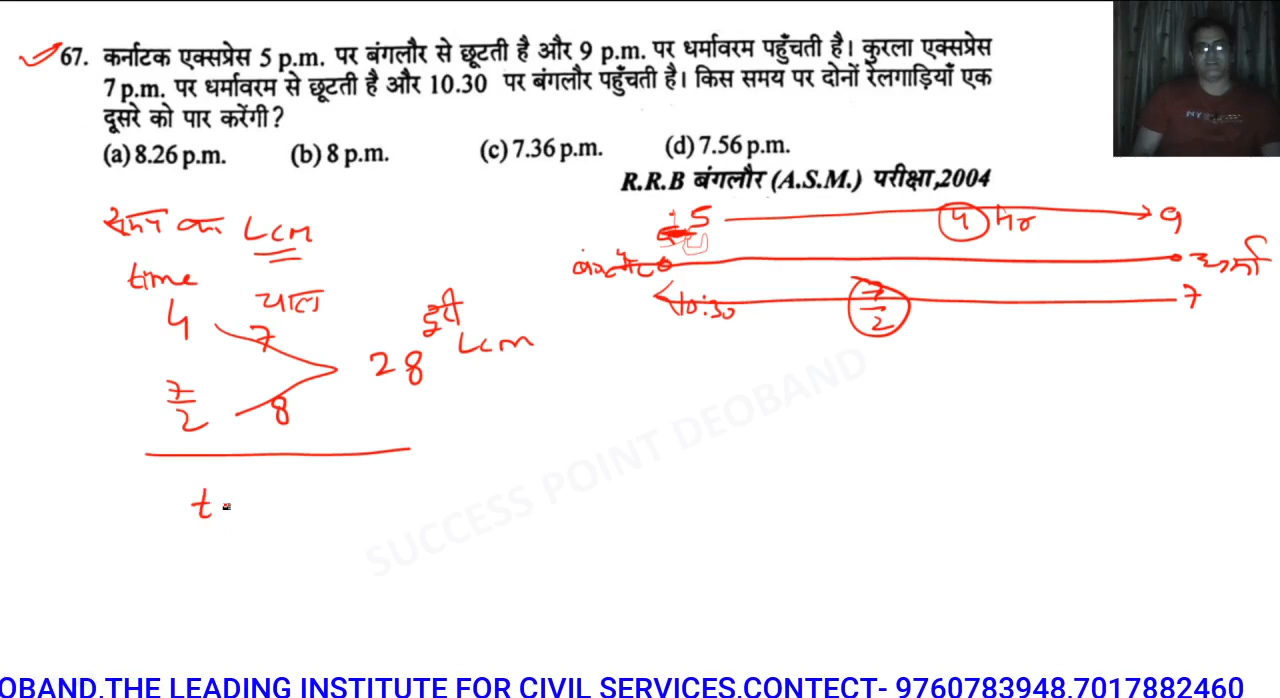 67. कर्नाटक एक्सप्रेस 5 p.m. पर बंगलौर से छूटती है और 9 p.m. पर धर्मावरम पहुँचती है। कुरला एक्सप्रेस
7 p.m. पर धर्मावरम से छूटती है और 10.30 पर बंगलौर पहुँचती है। किस समय पर दोनों रेलगाड़ियाँ एक
दूसरे को पार करेंगी?
(a) 8.26 p.m. (b) 8 p.m. (c) 7.36 p.m. (d) 7.56 p.m.
R.R.B बंगलौर (A.S.M.) परीक्षा,2004
समय का LCM
5 4 9
time चाल
10:30 7/2 7
4 7
28 दूरी LCM
7/2 8
t
SUCCESS POINT DEOBAND
OBAND.THE LEADING INSTITUTE FOR CIVIL SERVICES.CONTECT- 9760783948,7017882460